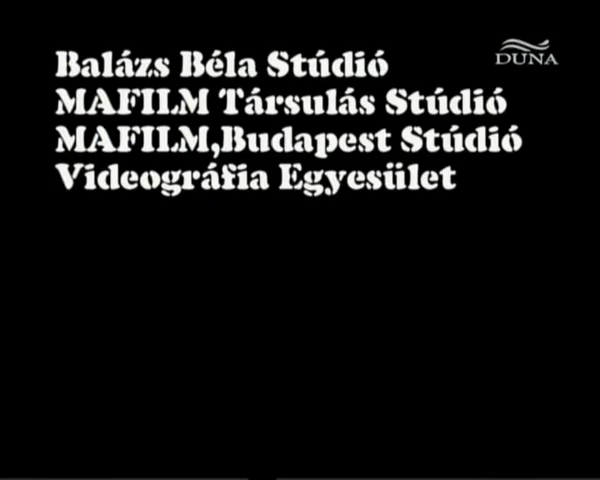 Balázs Béla Stúdió
DUNA
MAFILM Társulás Stúdió
MAFILM,Budapest Stúdió
Videográfia Egyesület